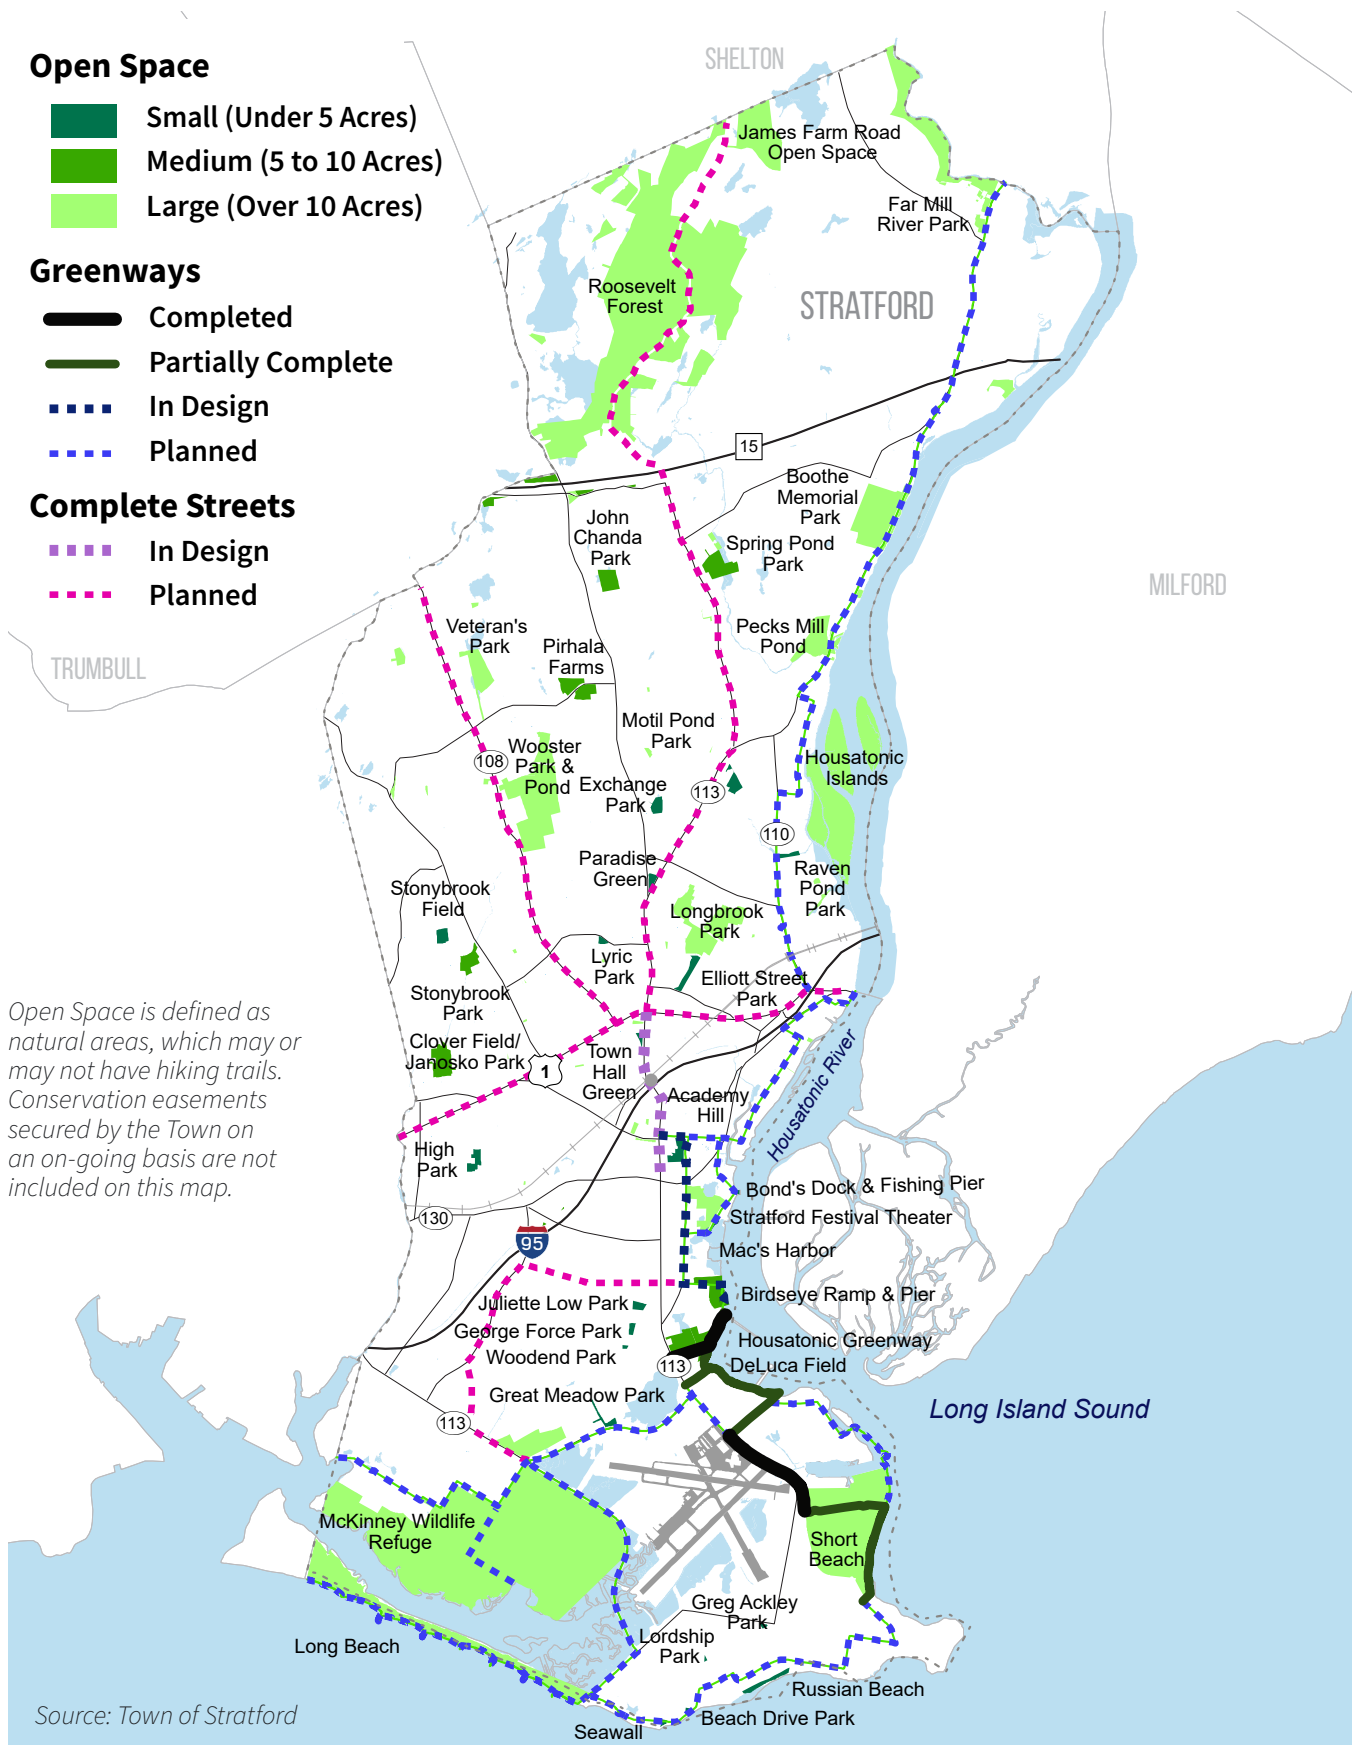 Open Space
Small (Under 5 Acres)
Medium (5 to 10 Acres)
Large (Over 10 Acres)
Greenways
Completed
Partially Complete
In Design
Planned
Complete Streets
In Design
Planned
SHELTON
James Farm Road
Open Space
Far Mill
River Park
Roosevelt
Forest
STRATFORD
15
Boothe
Memorial
Park
John
Chanda
Park
Spring Pond
Park
MILFORD
TRUMBULL
Veteran's
Park
Pirhala
Farms
Pecks Mill
Pond
Motil Pond
Park
108
Wooster
Park &
Pond
Exchange
Park
113
Housatonic
Islands
110
Paradise
Green
Raven
Pond
Park
Stonybrook
Field
Longbrook
Park
Lyric
Park
Elliott Street
Park
Stonybrook
Park
Clover Field/
Janosko Park
1
Town
Hall
Green
Academy
Hill
Housatonic River
High
Park
130
95
Bond's Dock & Fishing Pier
Stratford Festival Theater
Mac's Harbor
Birdseye Ramp & Pier
Juliette Low Park
George Force Park
Woodend Park
Housatonic Greenway
113
DeLuca Field
Great Meadow Park
113
Long Island Sound
McKinney Wildlife
Refuge
Short
Beach
Greg Ackley
Park
Lordship
Park
Long Beach
Russian Beach
Beach Drive Park
Seawall
Open Space is defined as
natural areas, which may or
may not have hiking trails.
Conservation easements
secured by the Town on
an on-going basis are not
included on this map.
Source: Town of Stratford